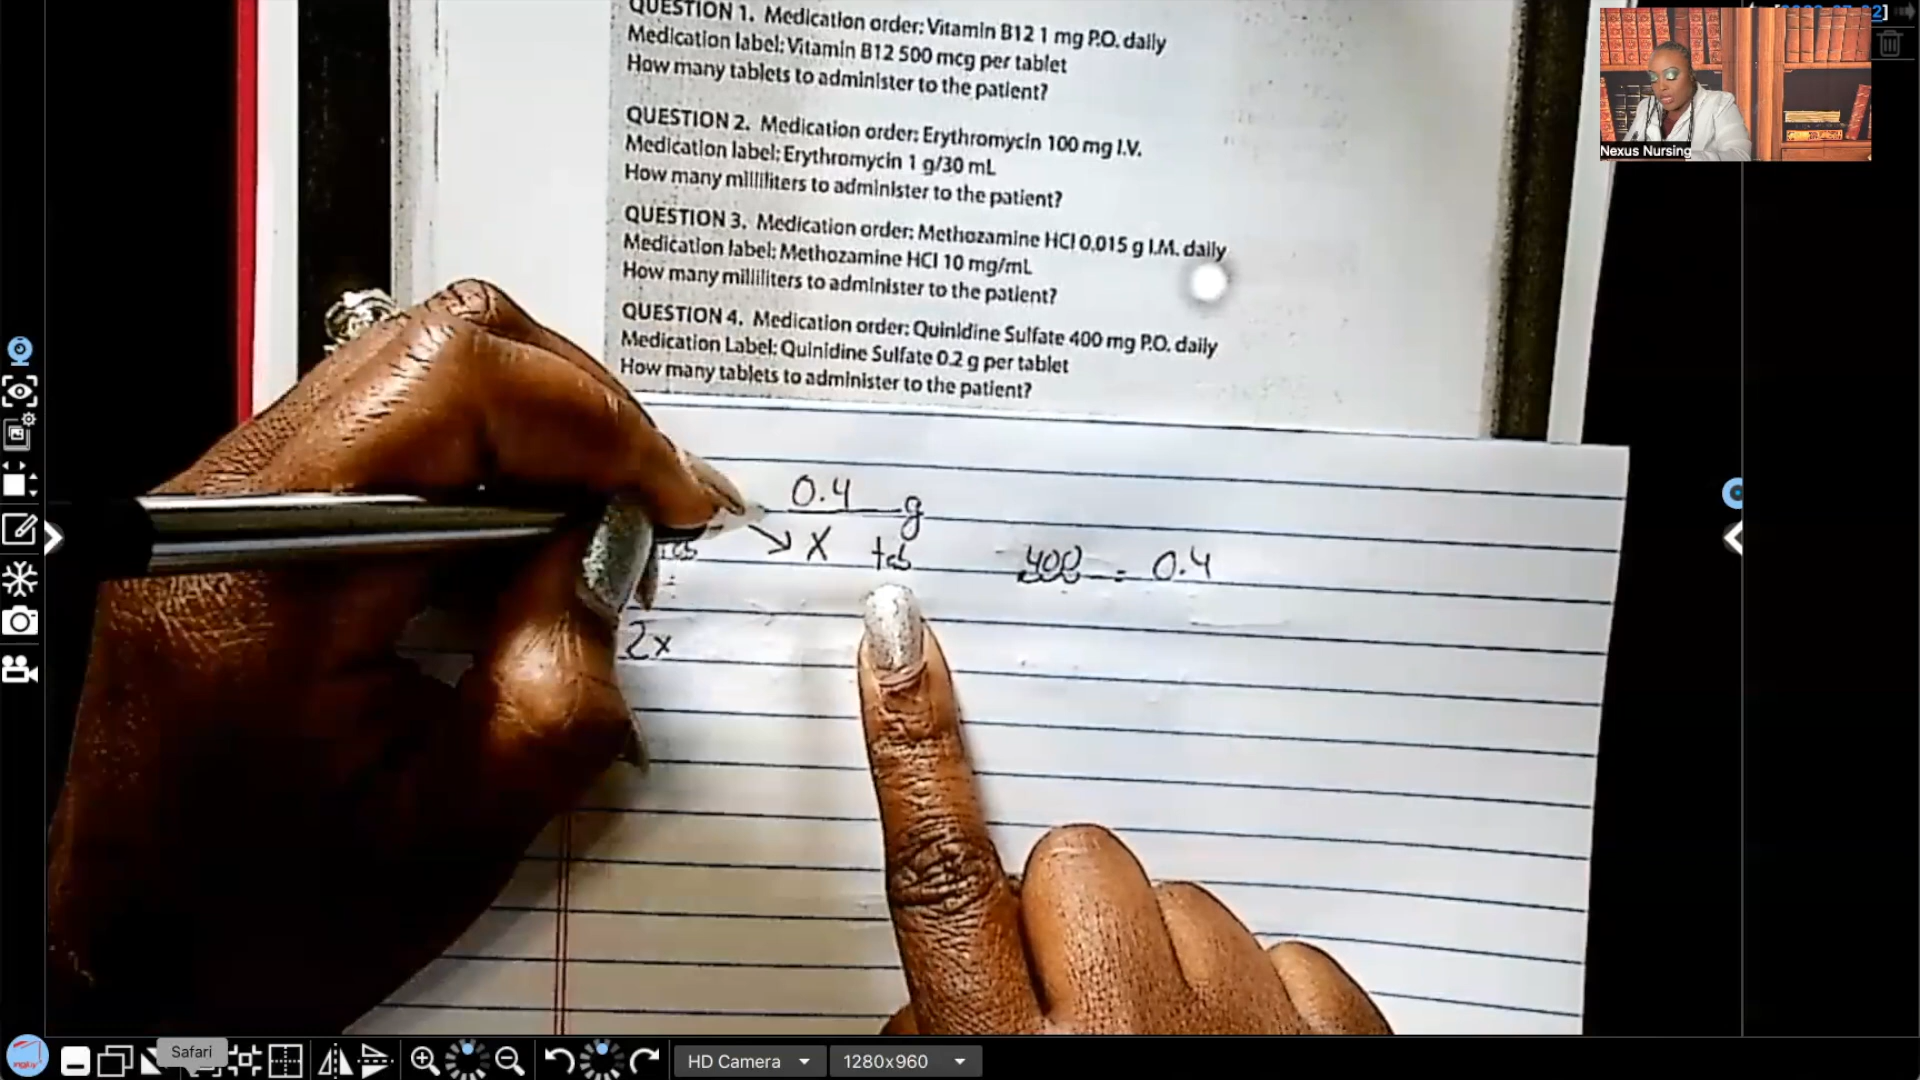 QUESTION 1. Medication order: Vitamin B12 1 mg P.O. daily
Medication label: Vitamin B12 500 mcg per tablet
How many tablets to administer to the patient?
QUESTION 2. Medication order: Erythromycin 100 mg I.V.
Medication label: Erythromycin 1 g/30 mL
How many milliliters to administer to the patient?
QUESTION 3. Medication order: Methozamine HCl 0.015 g I.M. daily
Medication label: Methozamine HCl 10 mg/mL
How many milliliters to administer to the patient?
QUESTION 4. Medication order: Quinidine Sulfate 400 mg P.O. daily
Medication Label: Quinidine Sulfate 0.2 g per tablet
How many tablets to administer to the patient?
0.4 g
X tab
400 = 0.4
2x
Nexus Nursing
Safari
HD Camera
1280x960